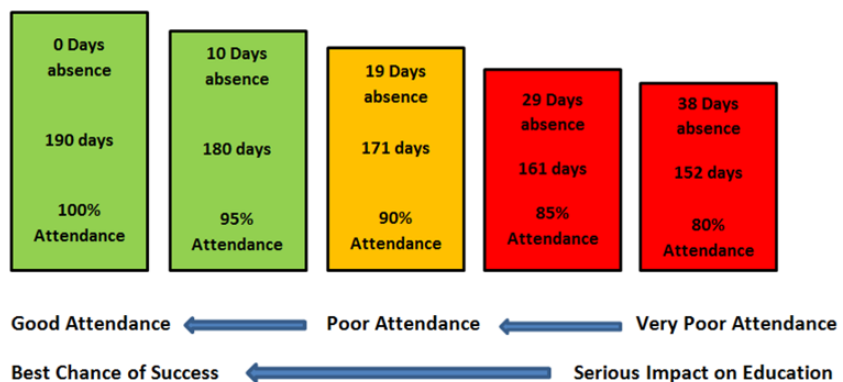 0 Days
absence
190 days
100%
Attendance
10 Days
absence
180 days
95%
Attendance
19 Days
absence
171 days
90%
Attendance
29 Days
absence
161 days
85%
Attendance
38 Days
absence
152 days
80%
Attendance
Good Attendance
Poor Attendance
Very Poor Attendance
Best Chance of Success
Serious Impact on Education